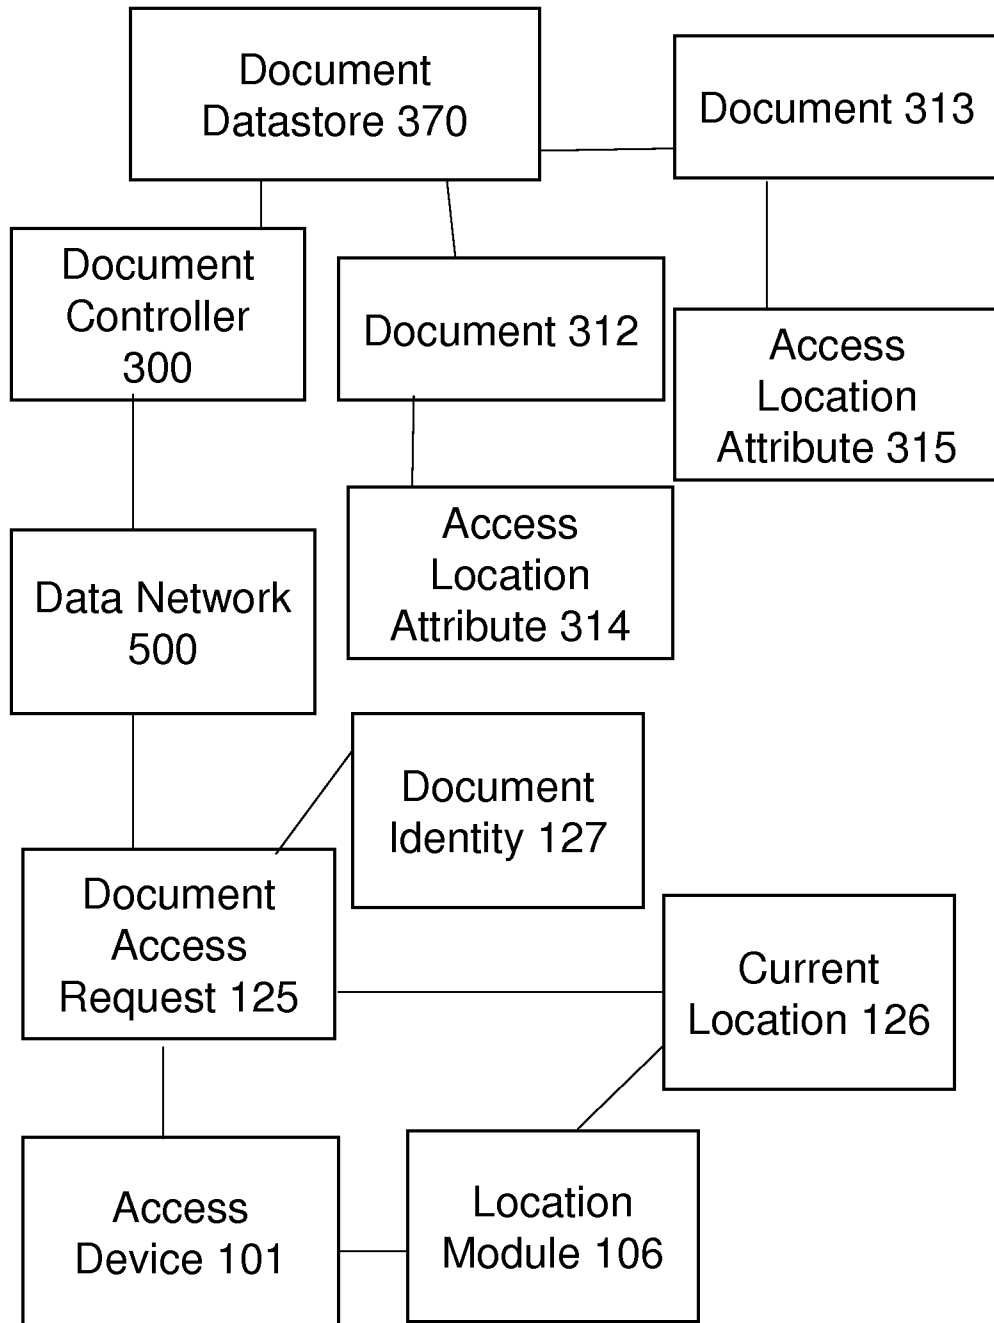 Document
Datastore 370
Document 313
Document
Controller
300
Document 312
Access
Location
Attribute 315
Access
Location
Attribute 314
Data Network
500
Document
Identity 127
Document
Access
Request 125
Current
Location 126
Access
Device 101
Location
Module 106